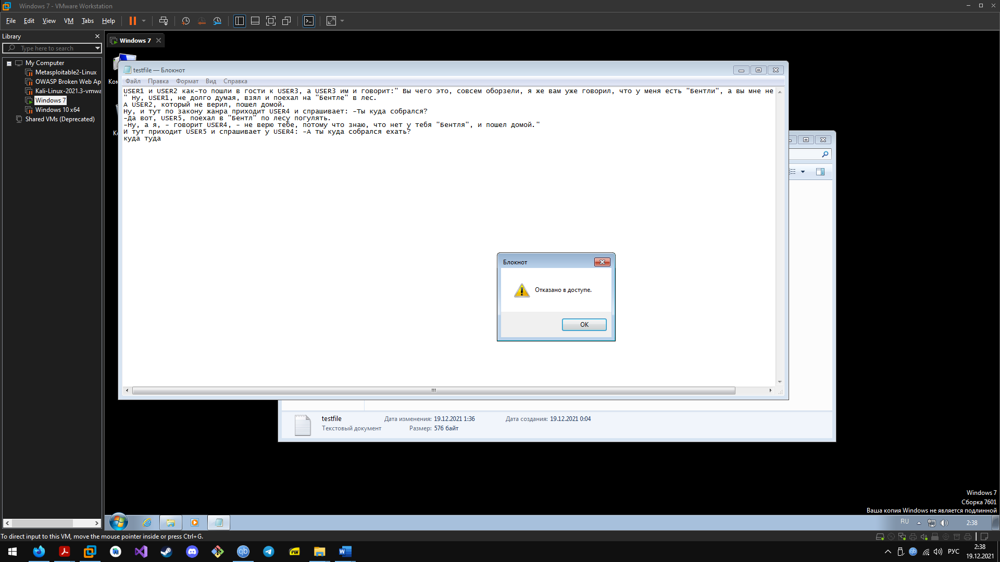 Windows 7 - VMware Workstation
File Edit View VM Tabs Help
Library
Type here to search
My Computer
Metasploitable2-Linux
OWASP Broken Web Ap
Kali-Linux-2021.3-vmwa
Windows 7
Windows 10 x64
Shared VMs (Deprecated)
Windows 7
testfile — Блокнот
Файл Правка Формат Вид Справка
USER1 и USER2 как-то пошли в гости к USER3, а USER3 им и говорит:" Вы чего это, совсем оборзели, я же вам уже говорил, что у меня есть "Бентли", а вы мне не
" Ну, USER1, не долго думая, взял и поехал на "Бентле" в лес.
А USER2, который не верил, пошел домой.
Ну, и тут по закону жанра приходит USER4 и спрашивает: -Ты куда собрался?
-Да вот, USER5, поехал в "Бентл" по лесу погулять.
-Ну, а я, - говорит USER4, - не верю тебе, потому что знаю, что нет у тебя "Бентля", и пошел домой."
И тут приходит USER5 и спрашивает у USER4: -А ты куда собрался ехать?
куда туда
Блокнот
Отказано в доступе.
OK
testfile Дата изменения: 19.12.2021 1:36 Дата создания: 19.12.2021 0:04
Текстовый документ Размер: 576 байт
Windows 7
Сборка 7601
Ваша копия Windows не является подлинной
RU 2:38
To direct input to this VM, move the mouse pointer inside or press Ctrl+G.
РУС 2:38
19.12.2021